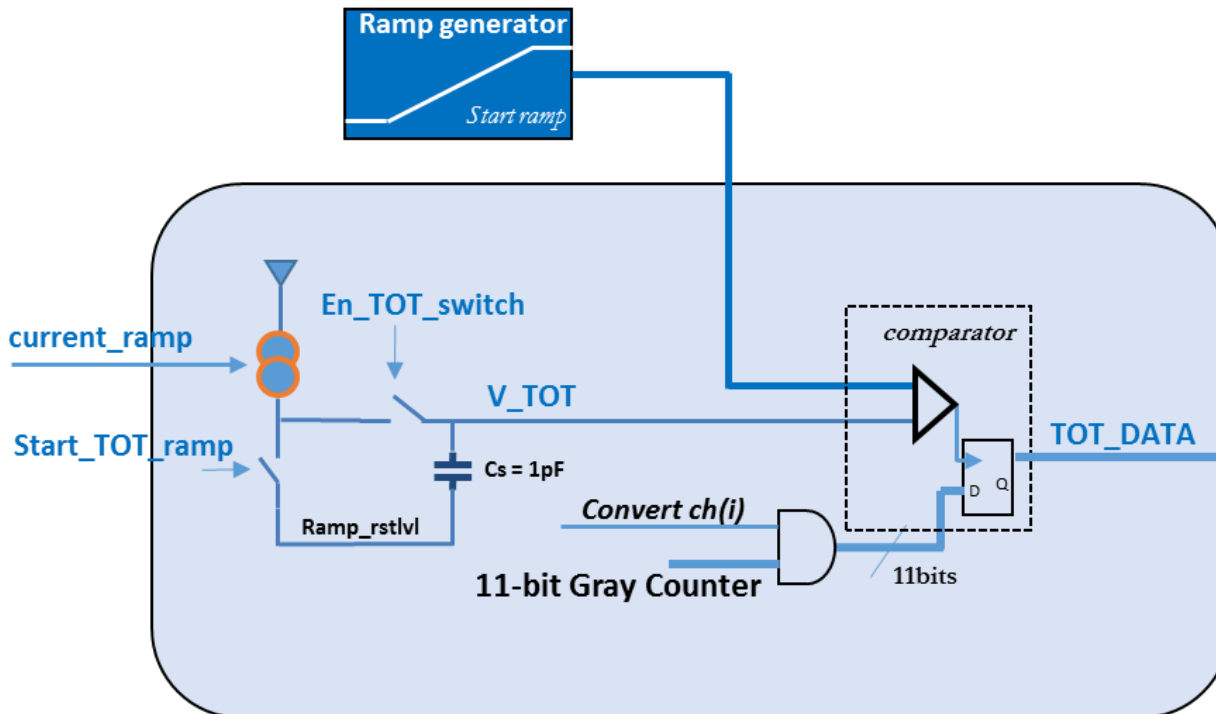 Ramp generator
Start ramp
En_TOT_switch
current_ramp
comparator
V_TOT
Start_TOT_ramp
TOT_DATA
Cs = 1pF
D Q
Convert ch(i)
Ramp_rstlvl
11-bit Gray Counter
11bits